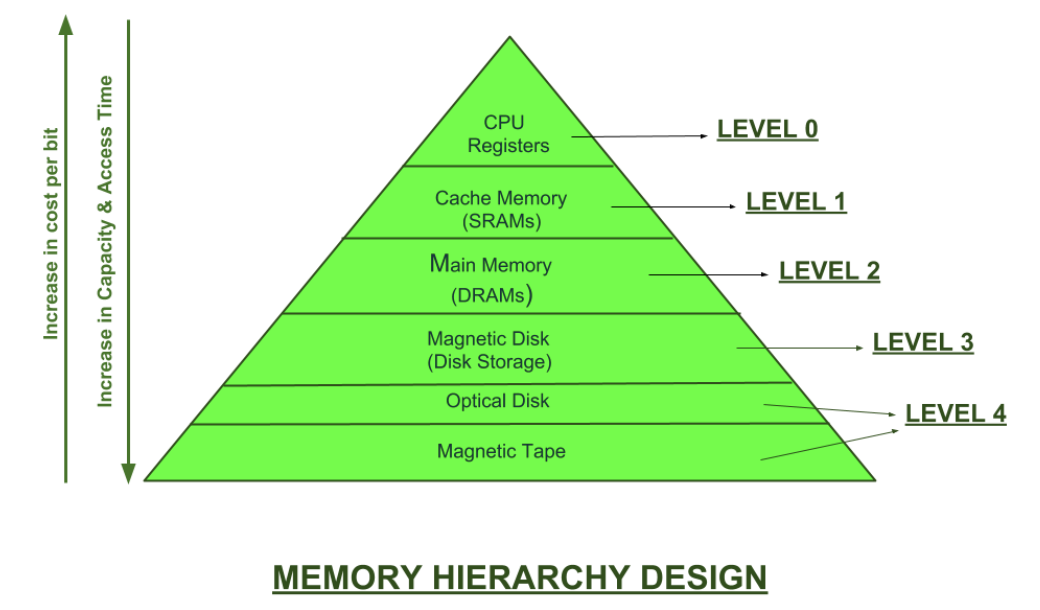 Increase in cost per bit
Increase in Capacity & Access Time
CPU
Registers
LEVEL 0
Cache Memory
(SRAMs)
LEVEL 1
Main Memory
(DRAMs)
LEVEL 2
Magnetic Disk
(Disk Storage)
LEVEL 3
Optical Disk
LEVEL 4
Magnetic Tape
MEMORY HIERARCHY DESIGN